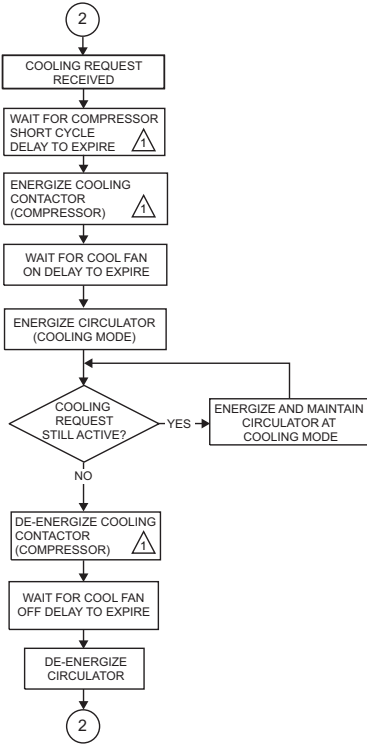 2
COOLING REQUEST
RECEIVED
WAIT FOR COMPRESSOR
SHORT CYCLE
DELAY TO EXPIRE
1
ENERGIZE COOLING
CONTACTOR
(COMPRESSOR)
1
WAIT FOR COOL FAN
ON DELAY TO EXPIRE
ENERGIZE CIRCULATOR
(COOLING MODE)
COOLING
REQUEST
STILL ACTIVE?
YES
ENERGIZE AND MAINTAIN
CIRCULATOR AT
COOLING MODE
NO
DE-ENERGIZE COOLING
CONTACTOR
(COMPRESSOR)
1
WAIT FOR COOL FAN
OFF DELAY TO EXPIRE
DE-ENERGIZE
CIRCULATOR
2